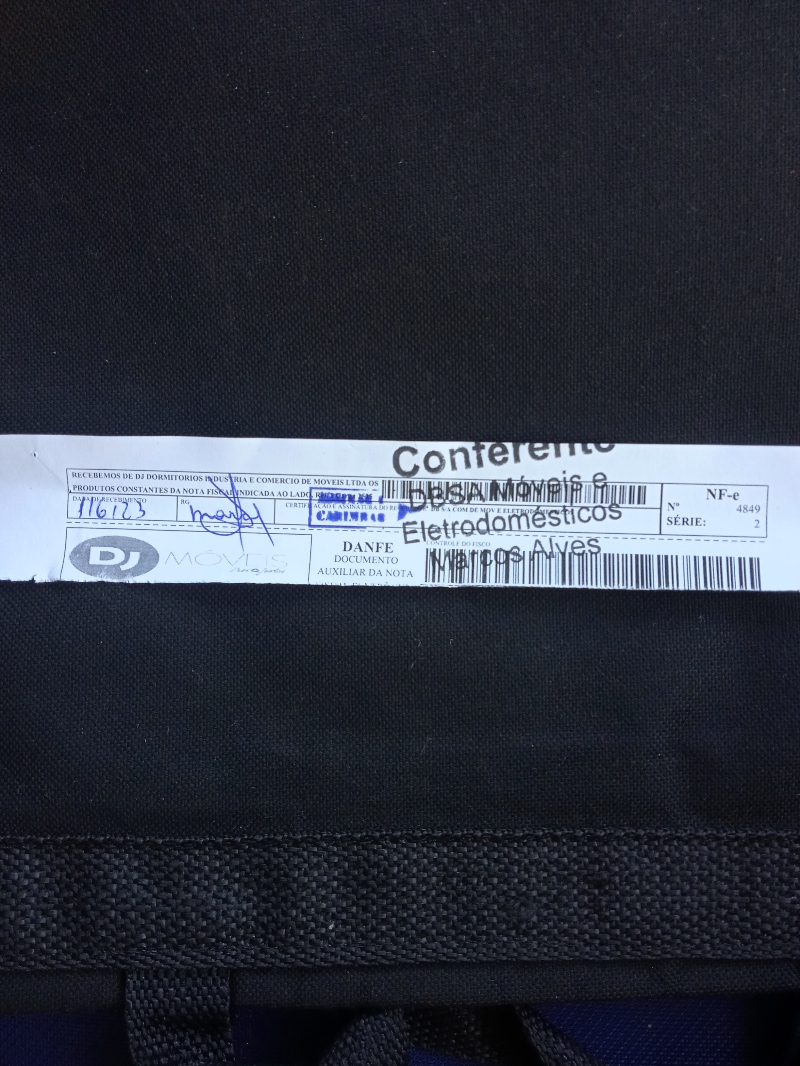 Conferente
RECEBEMOS DE DJ DORMITORIOS INDUSTRIA E COMERCIO DE MOVEIS LTDA OS
PRODUTOS CONSTANTES DA NOTA FISCAL INDICADA AO LADO,
DBSA Móveis e
NF-e
DATA DE RECEBIMENTO
RG
Nº 4849
1/6/23
Eletrodomésticos
SÉRIE: 2
DJ MOVEIS
DANFE
CONTROLE DO FISCO
Marcos Alves
DOCUMENTO
AUXILIAR DA NOTA